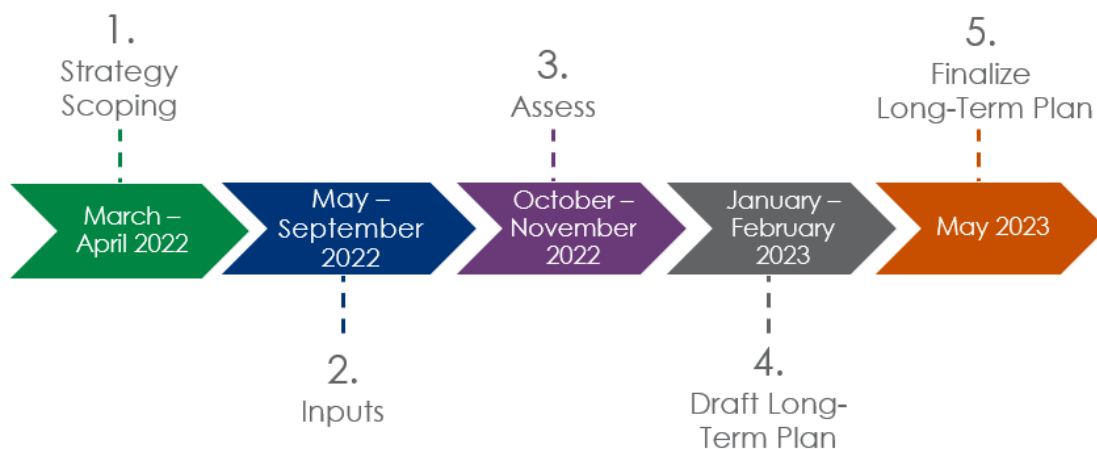 1.
Strategy
Scoping
March –
April 2022
May –
September
2022
2.
Inputs
3.
Assess
October –
November
2022
January –
February
2023
4.
Draft Long-
Term Plan
5.
Finalize
Long-Term Plan
May 2023